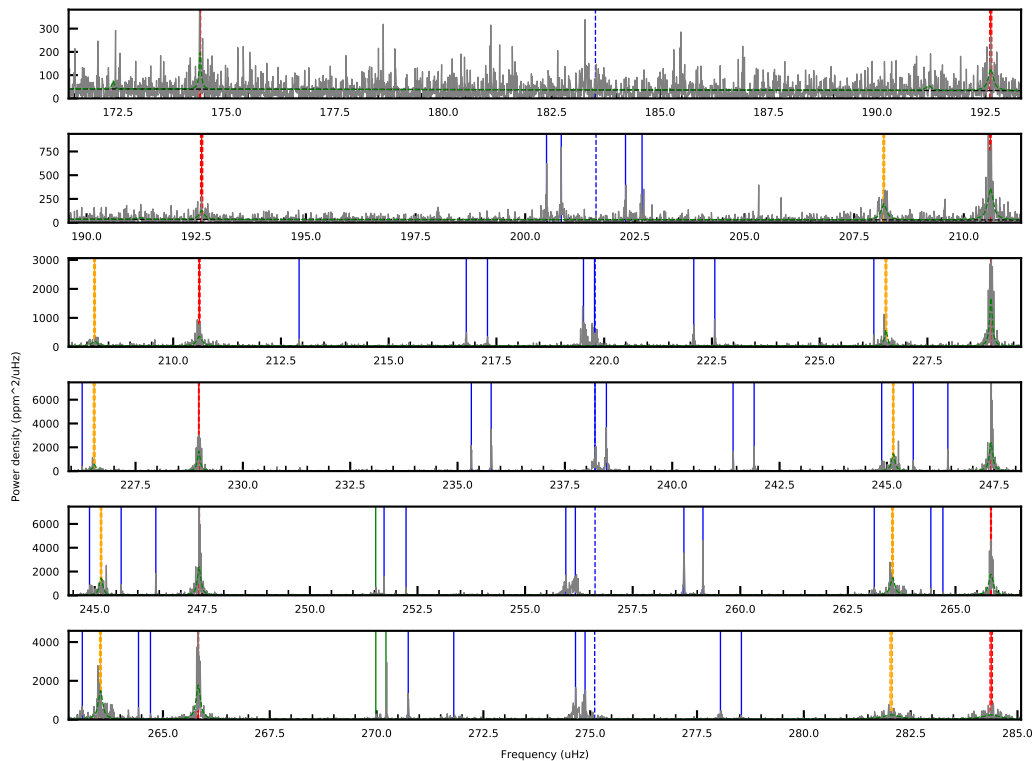 300
200
100
0
172.5 175.0 177.5 180.0 182.5 185.0 187.5 190.0 192.5
750
500
250
0
190.0 192.5 195.0 197.5 200.0 202.5 205.0 207.5 210.0
3000
2000
1000
0
210.0 212.5 215.0 217.5 220.0 222.5 225.0 227.5
Power density (ppm^2/uHz)
6000
4000
2000
0
227.5 230.0 232.5 235.0 237.5 240.0 242.5 245.0 247.5
6000
4000
2000
0
245.0 247.5 250.0 252.5 255.0 257.5 260.0 262.5 265.0
4000
2000
0
265.0 267.5 270.0 272.5 275.0 277.5 280.0 282.5 285.0
Frequency (uHz)